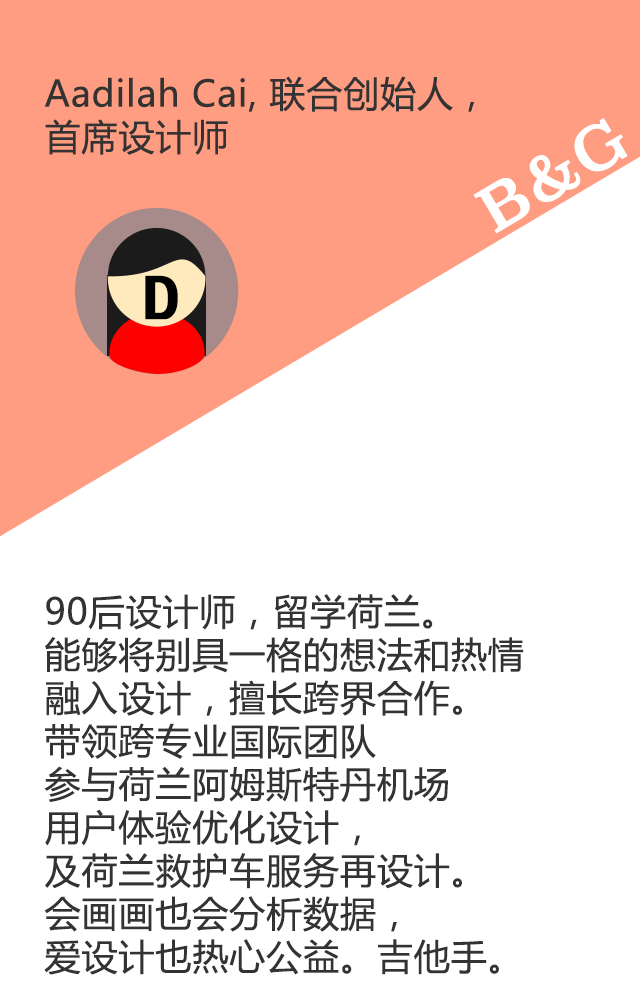 Aadilah Cai, 联合创始人，
首席设计师
B&G
D
90后设计师，留学荷兰。
能够将别具一格的想法和热情
融入设计，擅长跨界合作。
带领跨专业国际团队
参与荷兰阿姆斯特丹机场
用户体验优化设计，
及荷兰救护车服务再设计。
会画画也会分析数据，
爱设计也热心公益。吉他手。